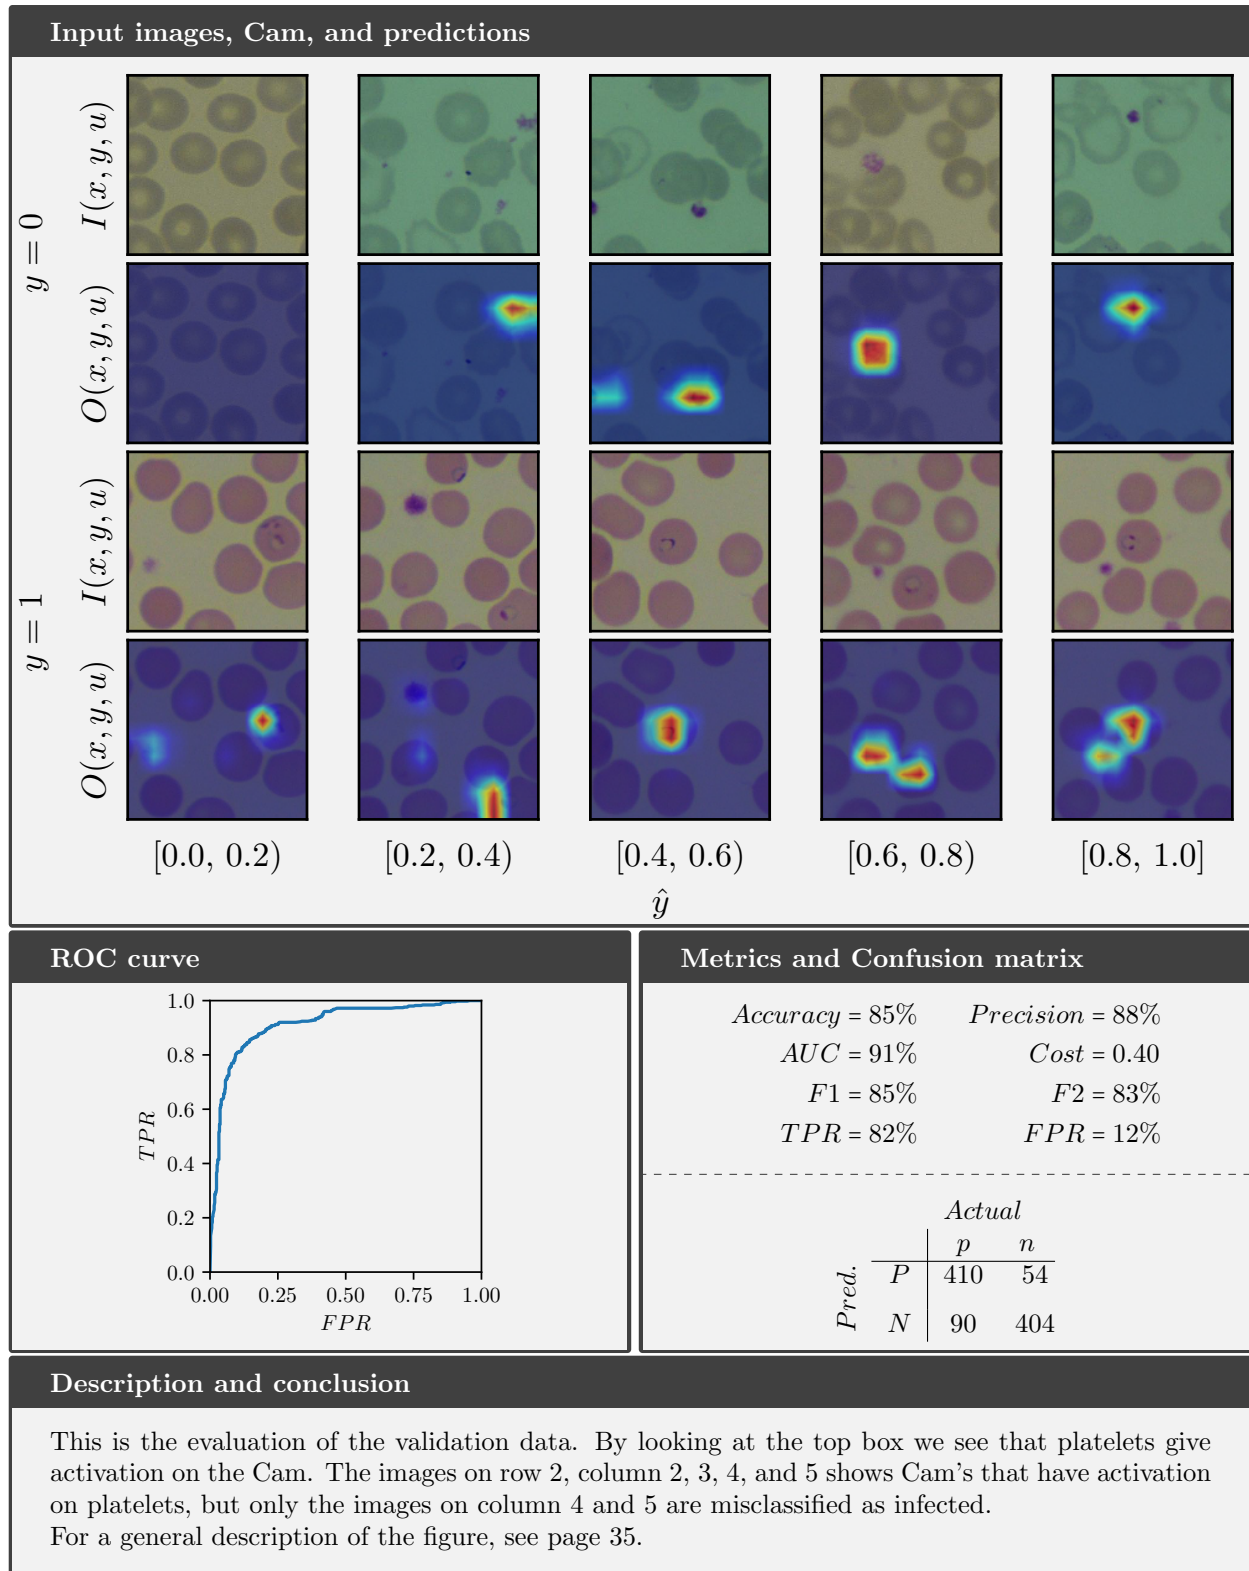 Input images, Cam, and predictions
y = 0
I(x, y, u)
O(x, y, u)
y = 1
I(x, y, u)
O(x, y, u)
[0.0, 0.2)
[0.2, 0.4)
[0.4, 0.6)
[0.6, 0.8)
[0.8, 1.0]
ŷ
ROC curve
1.0
0.8
0.6
0.4
0.2
0.0
TPR
0.00 0.25 0.50 0.75 1.00
FPR
Metrics and Confusion matrix
Accuracy = 85% Precision = 88%
AUC = 91% Cost = 0.40
F1 = 85% F2 = 83%
TPR = 82% FPR = 12%
Actual
p n
Pred.
P 410 54
N 90 404
Description and conclusion
This is the evaluation of the validation data. By looking at the top box we see that platelets give
activation on the Cam. The images on row 2, column 2, 3, 4, and 5 shows Cam's that have activation
on platelets, but only the images on column 4 and 5 are misclassified as infected.
For a general description of the figure, see page 35.